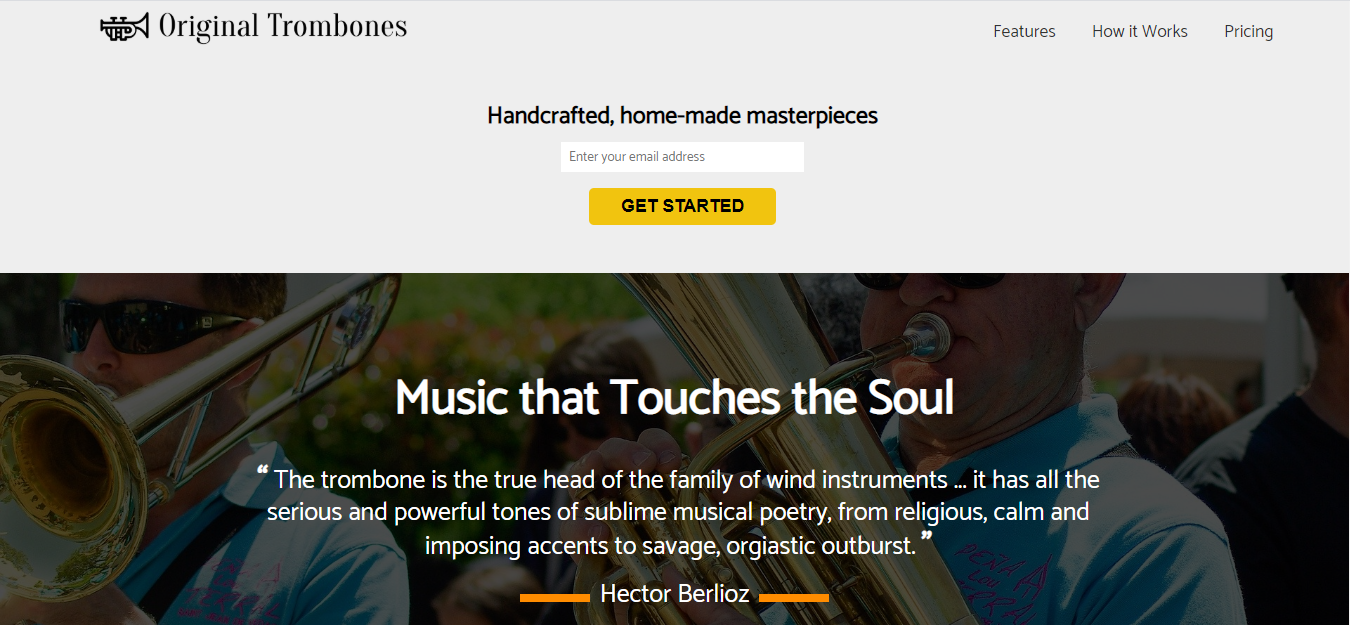 Original Trombones
Features
How it Works
Pricing
Handcrafted, home-made masterpieces
Enter your email address
GET STARTED
Music that Touches the Soul
“ The trombone is the true head of the family of wind instruments ... it has all the
serious and powerful tones of sublime musical poetry, from religious, calm and
imposing accents to savage, orgiastic outburst. ”
Hector Berlioz
PEÑA A